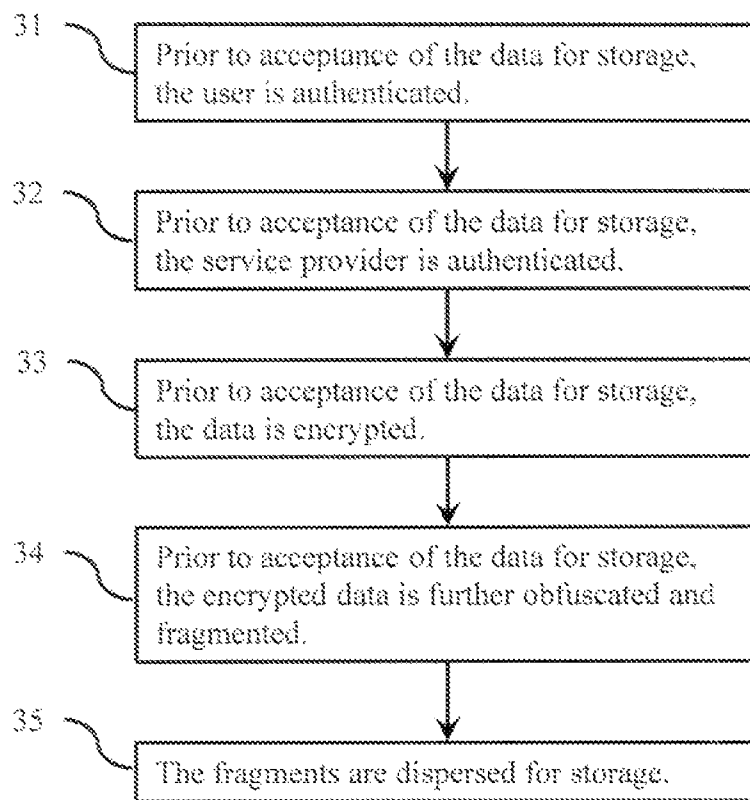 31
Prior to acceptance of the data for storage,
the user is authenticated.
32
Prior to acceptance of the data for storage,
the service provider is authenticated.
33
Prior to acceptance of the data for storage,
the data is encrypted.
34
Prior to acceptance of the data for storage,
the encrypted data is further obfuscated and
fragmented.
35
The fragments are dispersed for storage.